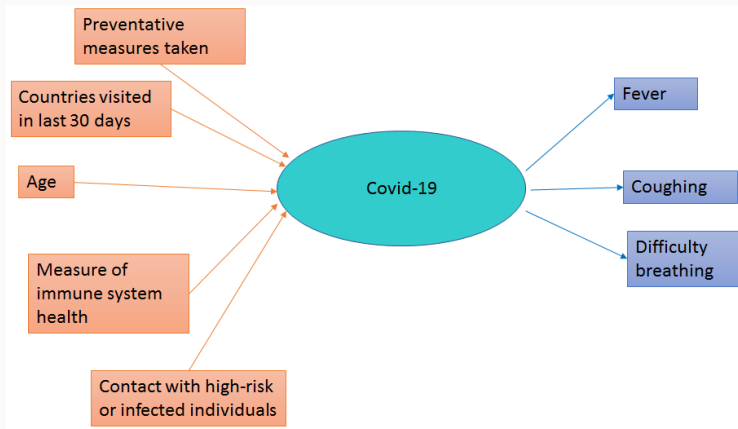 Preventative
measures taken
Countries visited
in last 30 days
Age
Measure of
immune system
health
Contact with high-risk
or infected individuals
Covid-19
Fever
Coughing
Difficulty
breathing